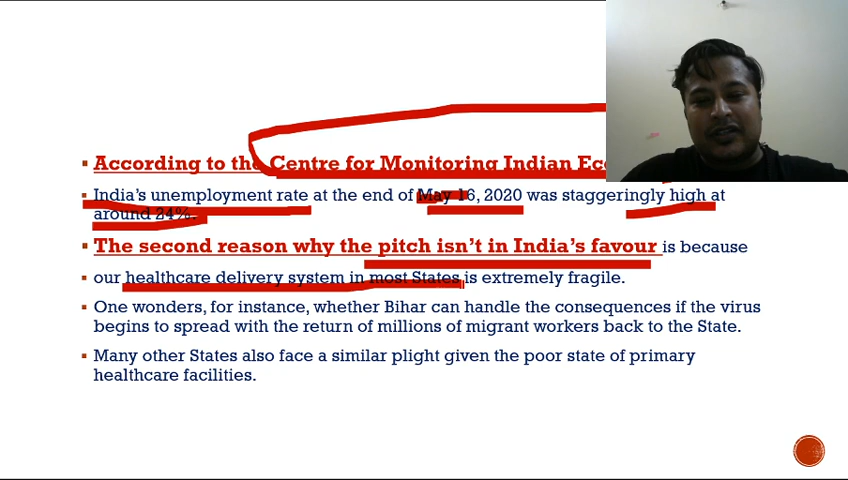 According to the Centre for Monitoring Indian
India's unemployment rate at the end of May 16, 2020 was staggeringly high at
around 24%.
The second reason why the pitch isn't in India's favour is because
our healthcare delivery system in most States is extremely fragile.
One wonders, for instance, whether Bihar can handle the consequences if the virus
begins to spread with the return of millions of migrant workers back to the State.
Many other States also face a similar plight given the poor state of primary
healthcare facilities.